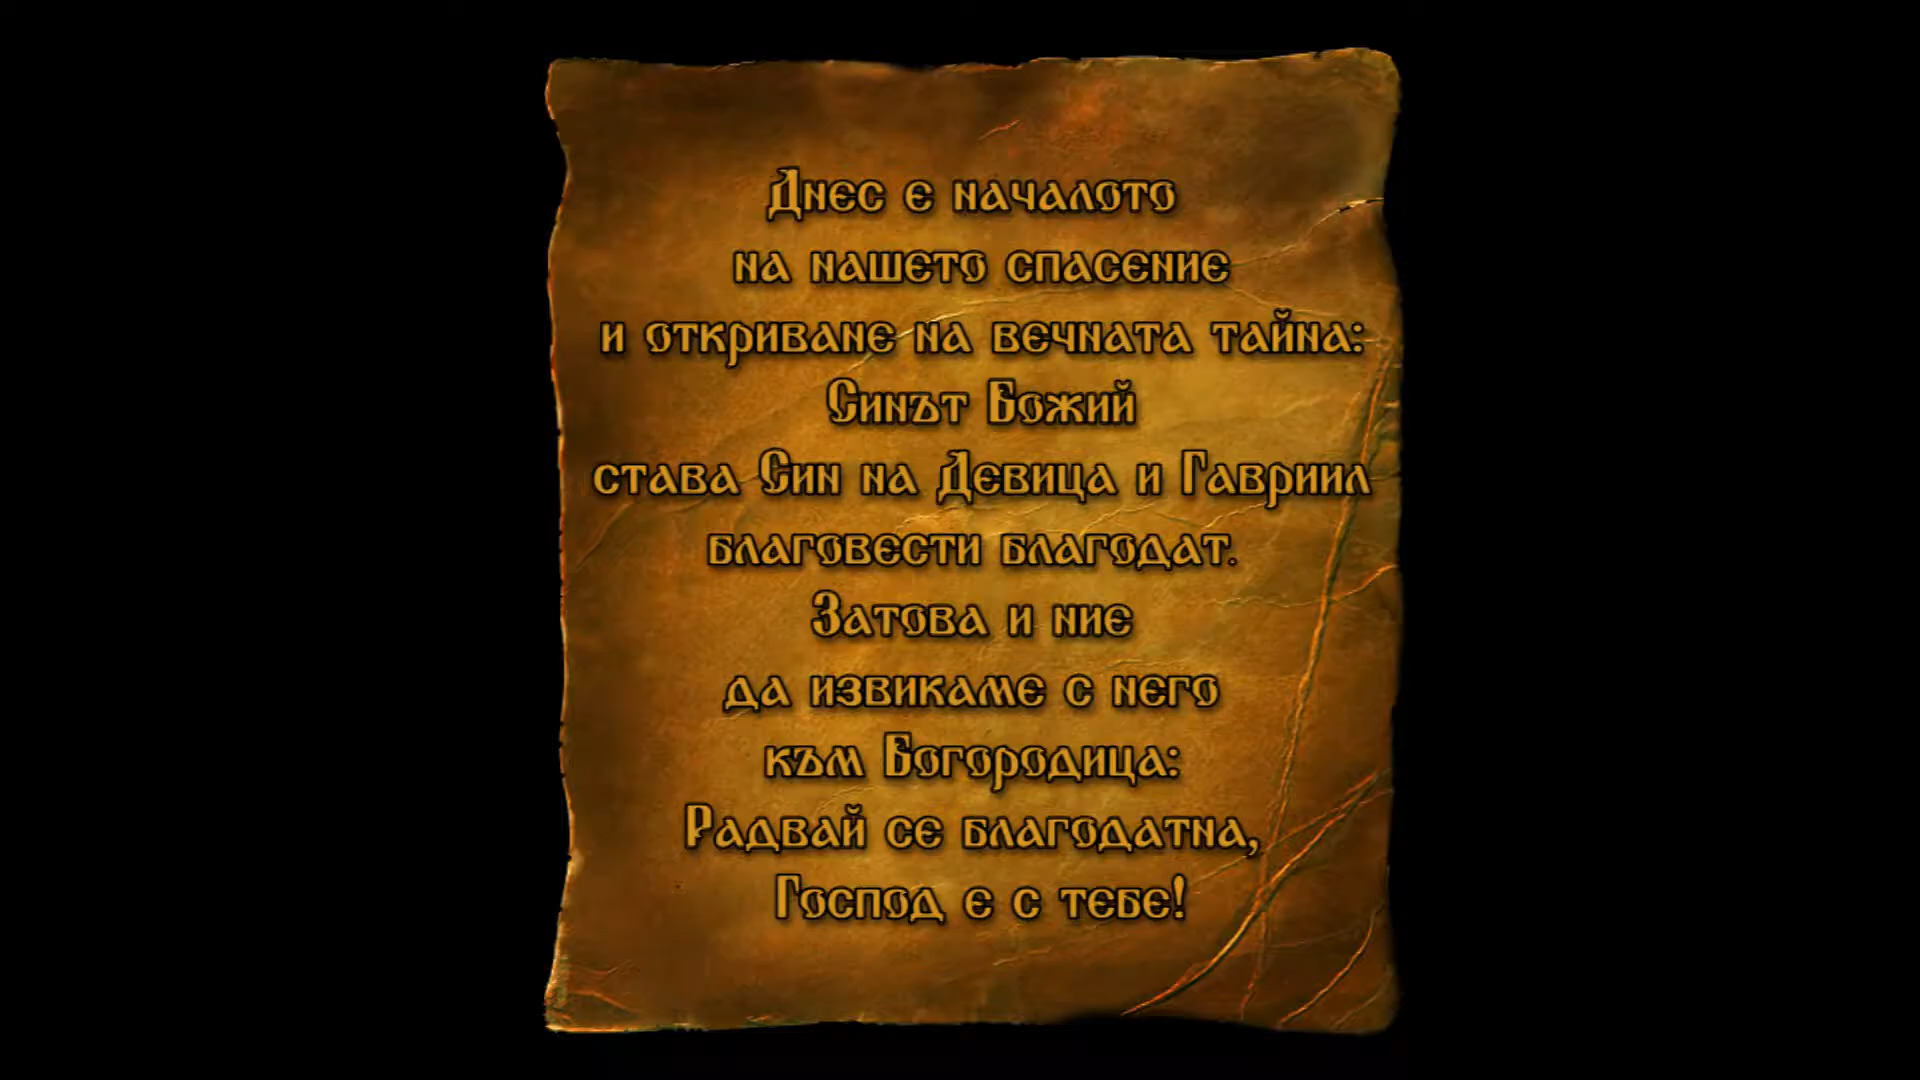 Днес е началото
на нашето спасение
и откриване на вечната тайна:
Синът Божий
става Син на Девица и Гавриил
благовести благодат.
Затова и ние
да извикаме с него
към Богородица:
Радвай се благодатна,
Господ е с тебе!